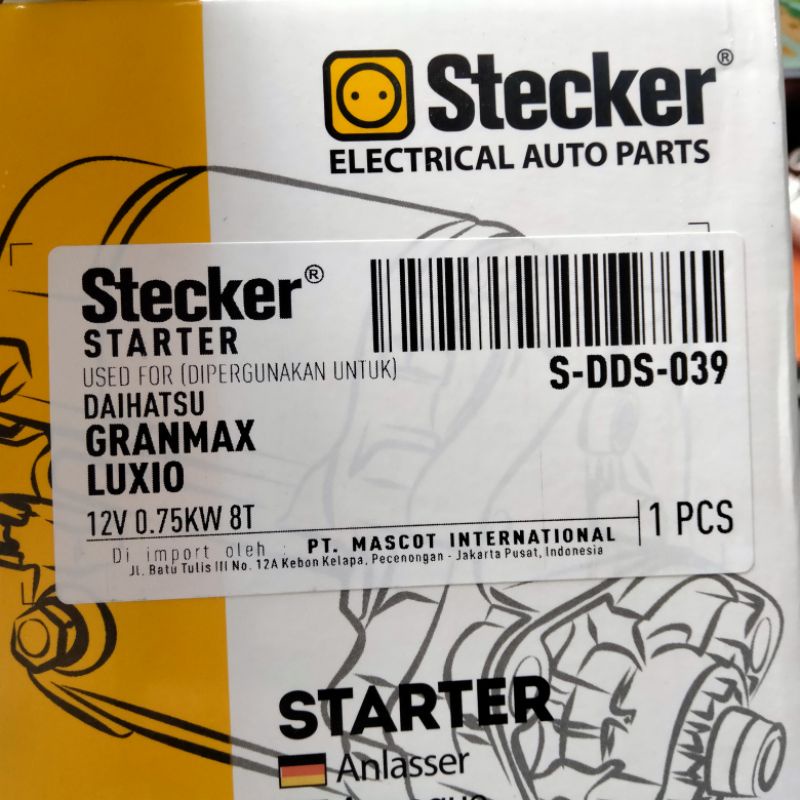 Stecker®
ELECTRICAL AUTO PARTS
Stecker®
STARTER
USED FOR (DIPERGUNAKAN UNTUK)
S-DDS-039
DAIHATSU
GRANMAX
LUXIO
12V 0.75KW 8T
1 PCS
Di import oleh : PT. MASCOT INTERNATIONAL
Jl. Batu Tulis III No. 12A Kebon Kelapa, Pecenongan - Jakarta Pusat, Indonesia
STARTER
Anlasser